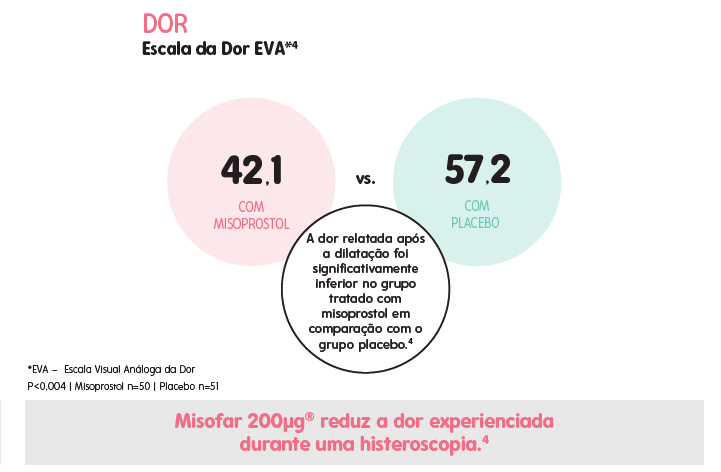 DOR
Escala da Dor EVA*4
42,1
COM
MISOPROSTOL
vs.
57,2
COM
PLACEBO
A dor relatada após
a dilatação foi
significativamente
inferior no grupo
tratado com
misoprostol em
comparação com o
grupo placebo.4
*EVA – Escala Visual Análoga da Dor
P<0,004 | Misoprostol n=50 | Placebo n=51
Misofar 200µg® reduz a dor experienciada
durante uma histeroscopia.4